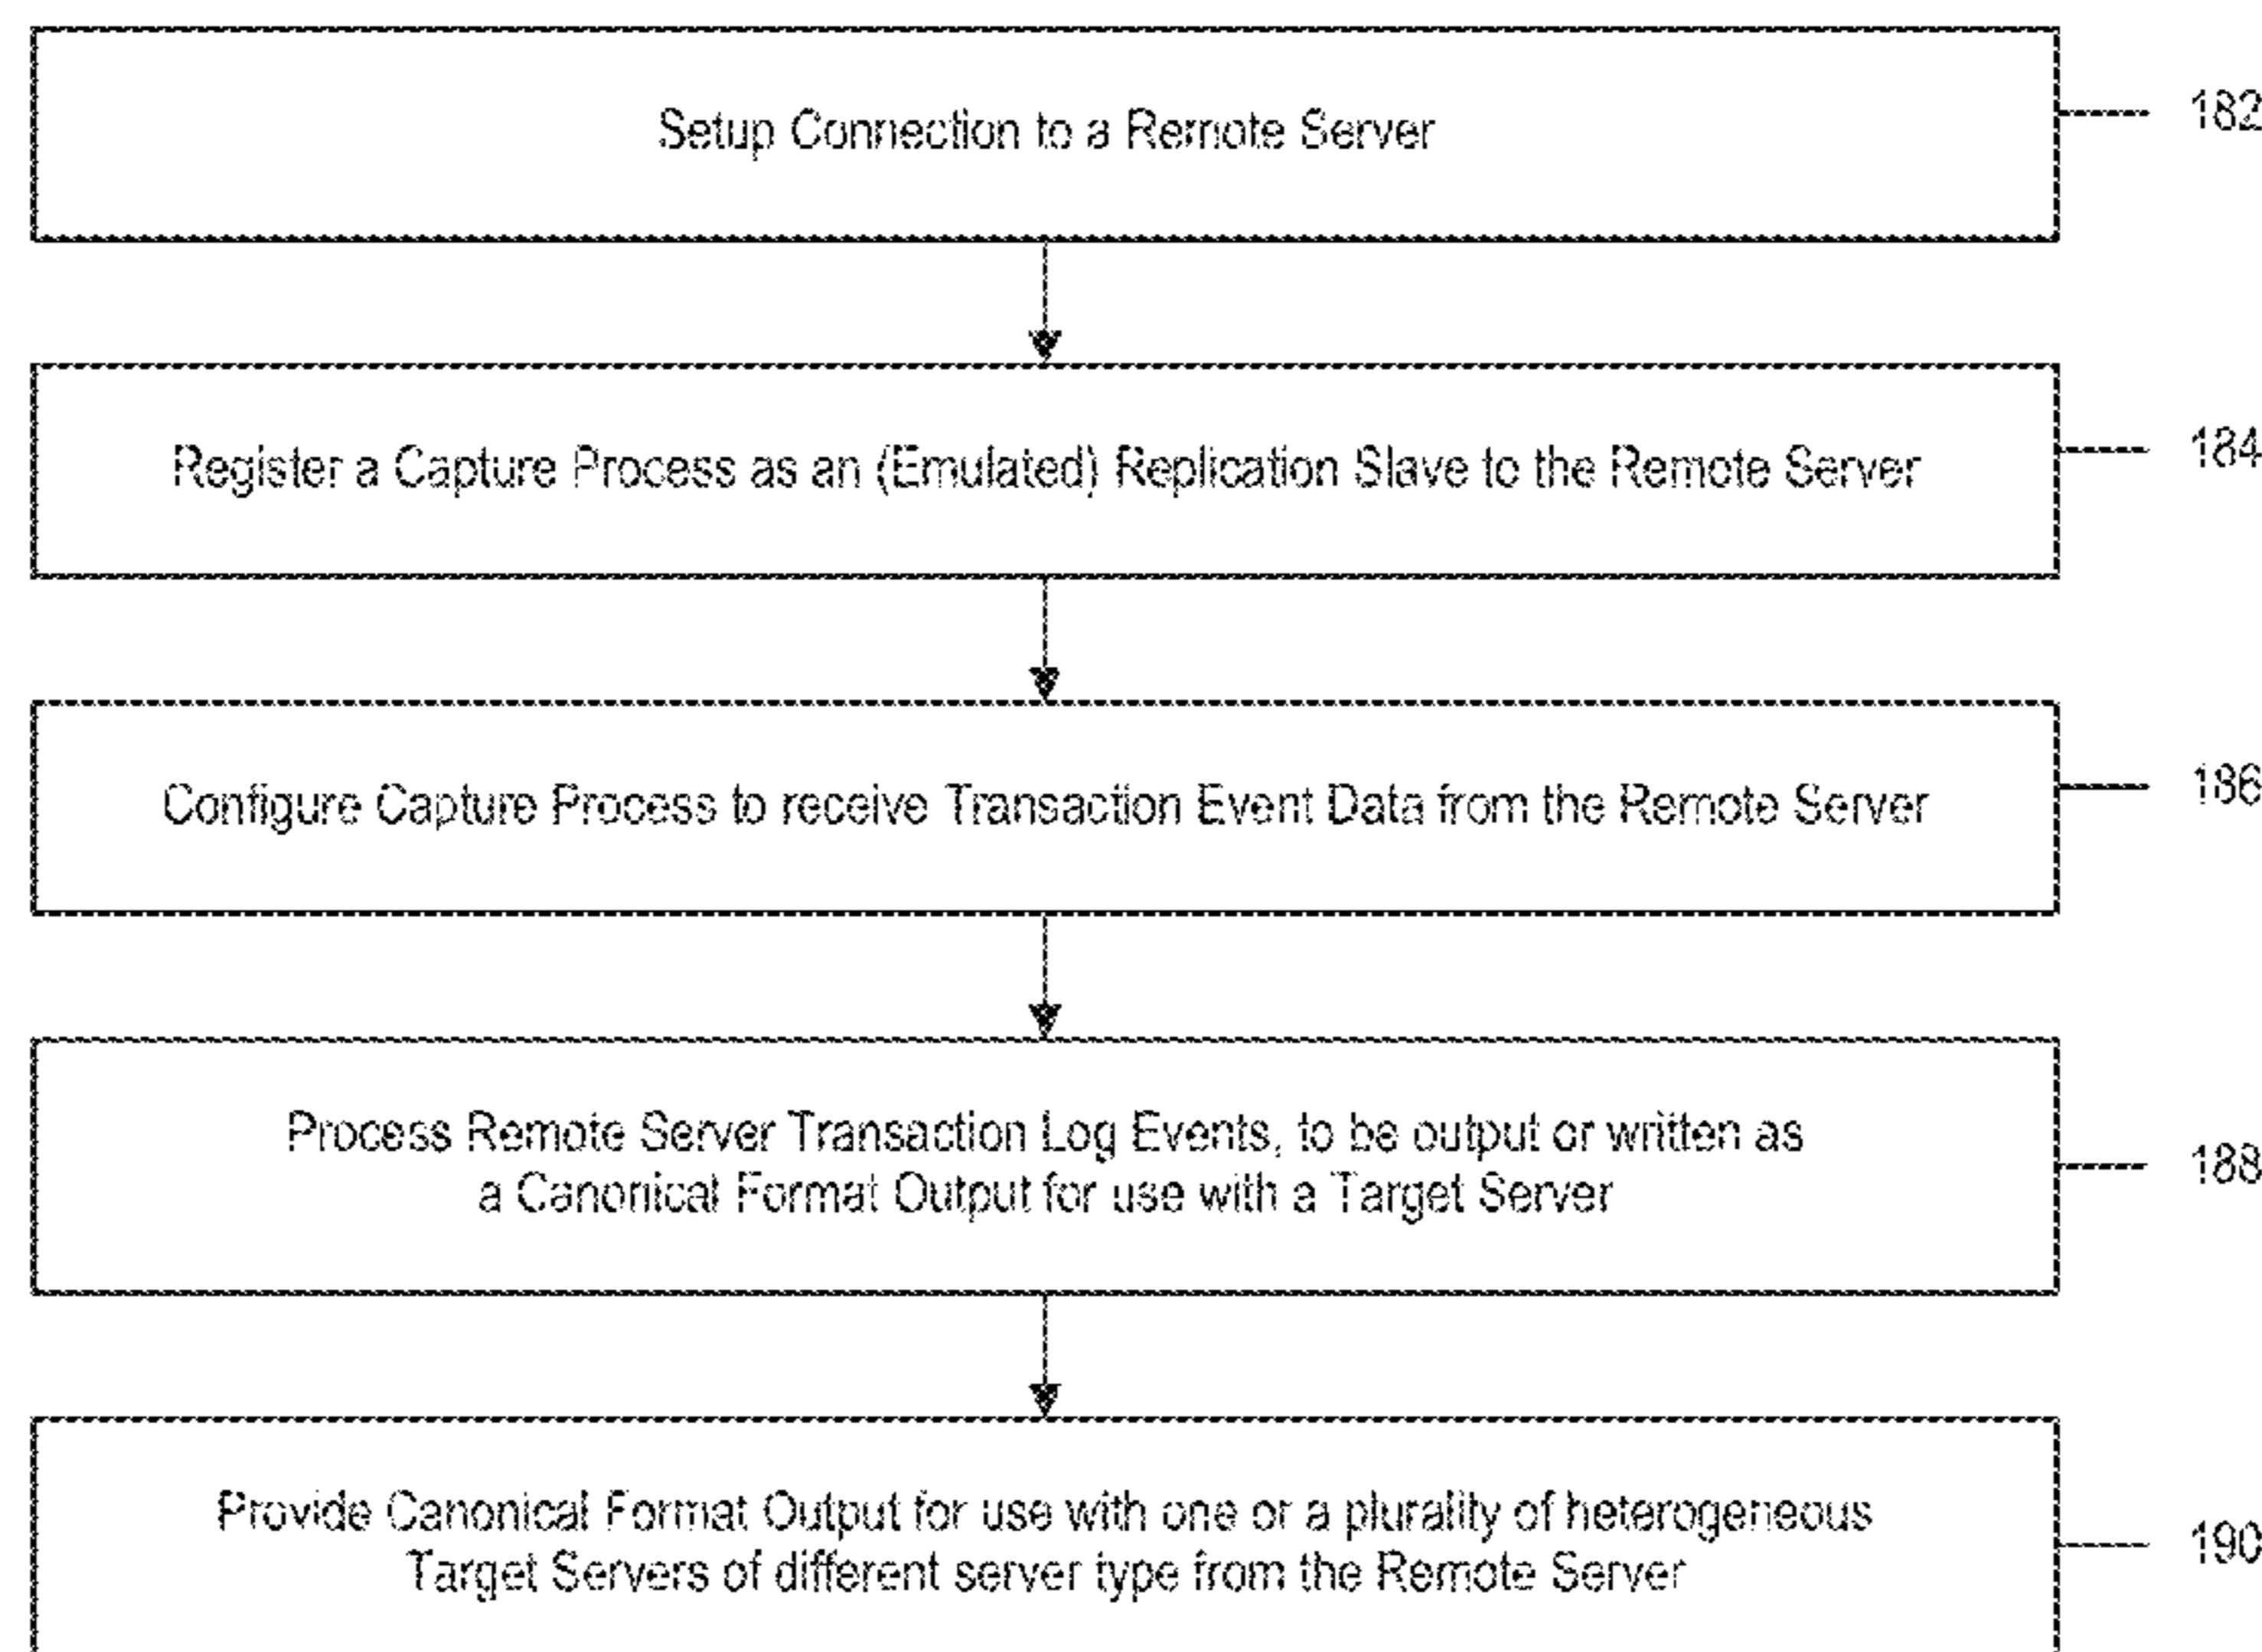 Setup Connection to a Remote Server
182
Register a Capture Process as an (Emulated) Replication Slave to the Remote Server
184
Configure Capture Process to receive Transaction Event Data from the Remote Server
186
Process Remote Server Transaction Log Events, to be output or written as
a Canonical Format Output for use with a Target Server
188
Provide Canonical Format Output for use with one or a plurality of heterogeneous
Target Servers of different server type from the Remote Server
190